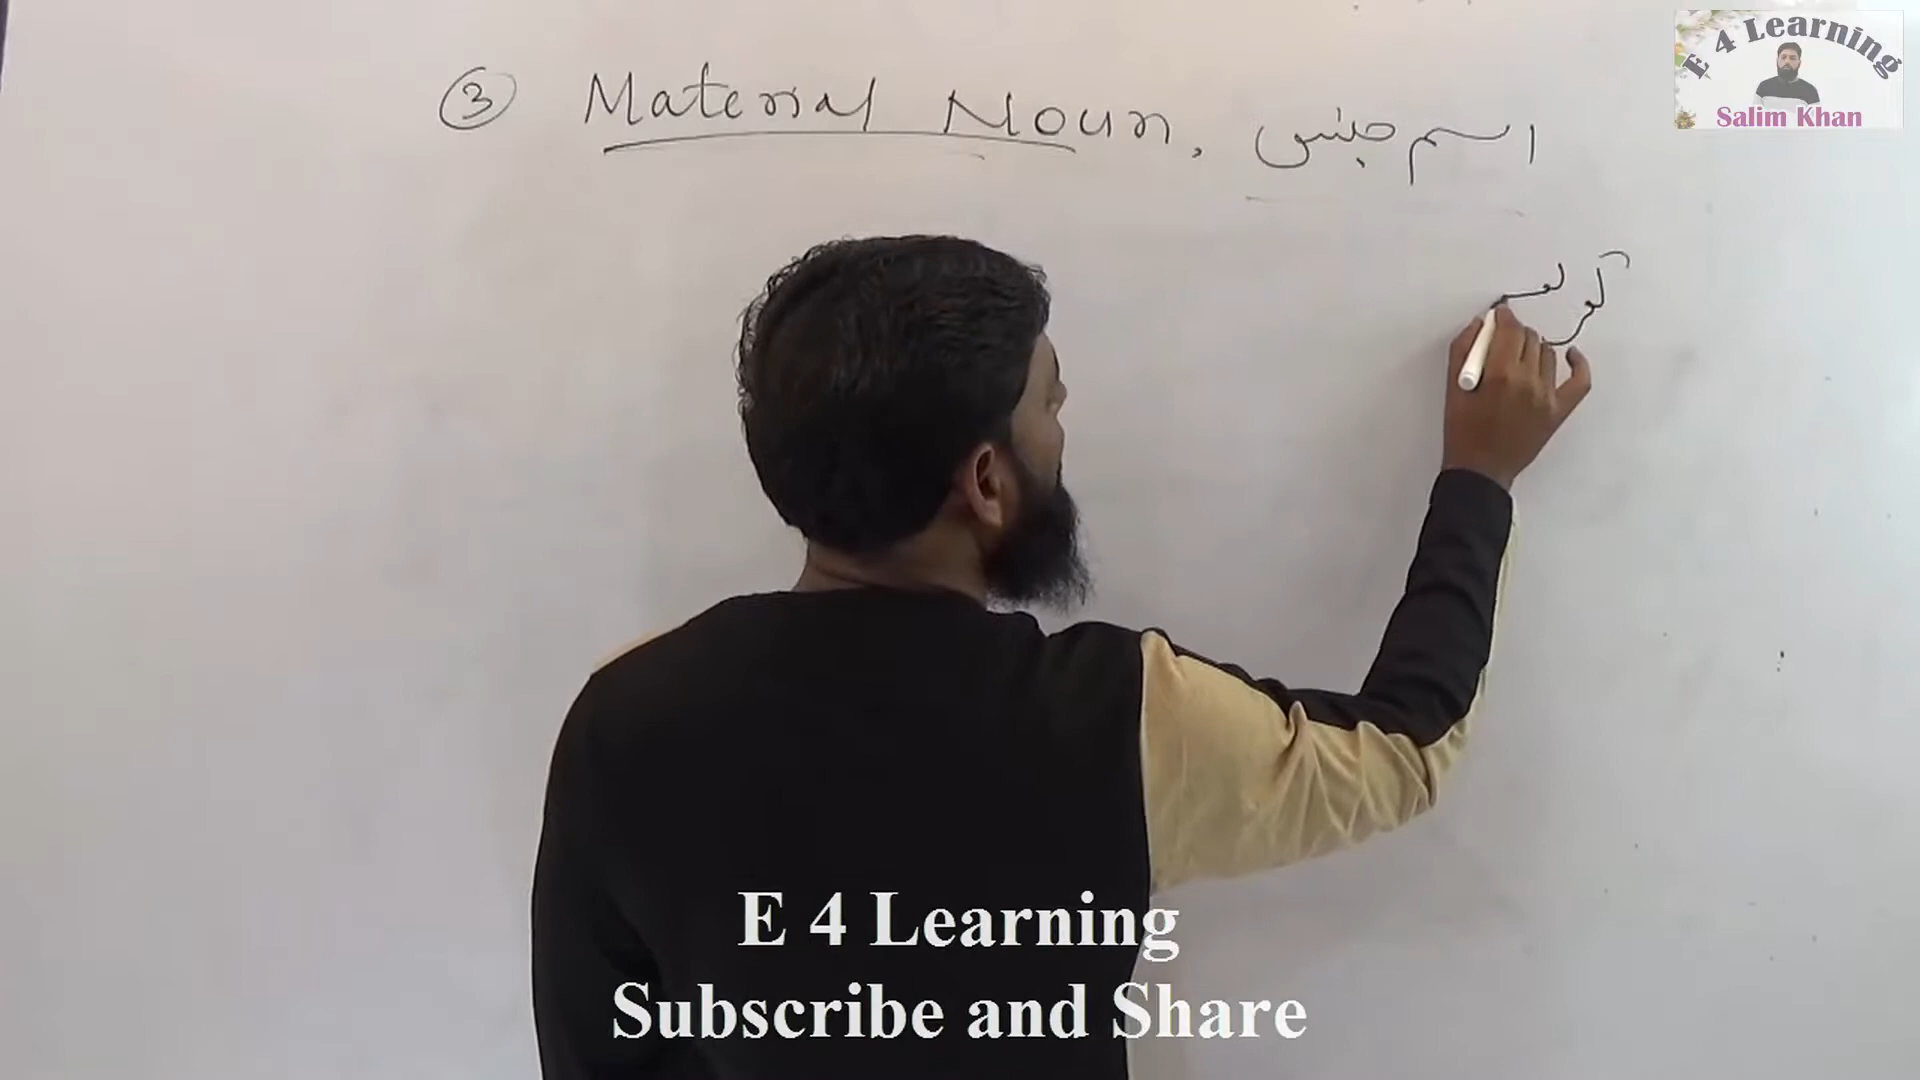 E 4 Learning
Salim Khan
③ Material Noun, اسم جنس
E 4 Learning
Subscribe and Share